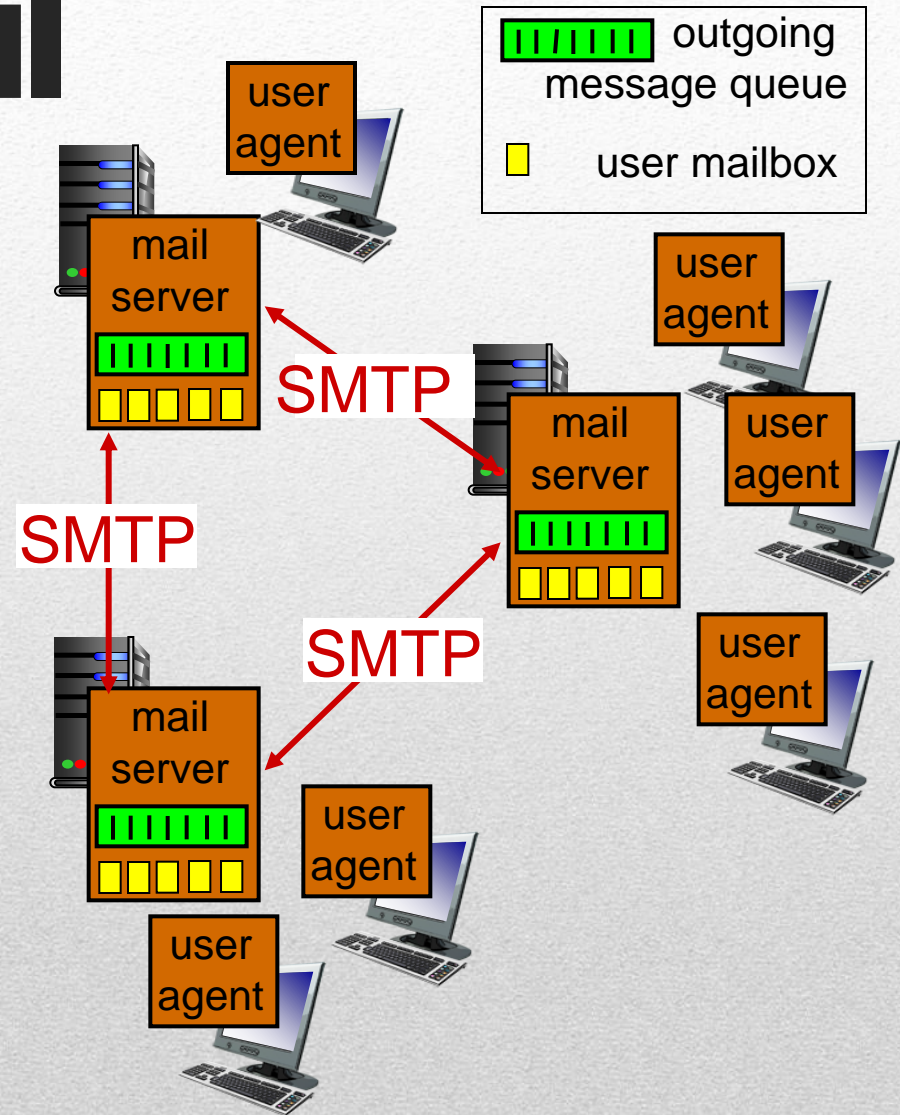 outgoing
message queue
user mailbox
user
agent
mail
server
user
agent
SMTP
mail
server
user
agent
SMTP
SMTP
user
agent
mail
server
user
agent
user
agent